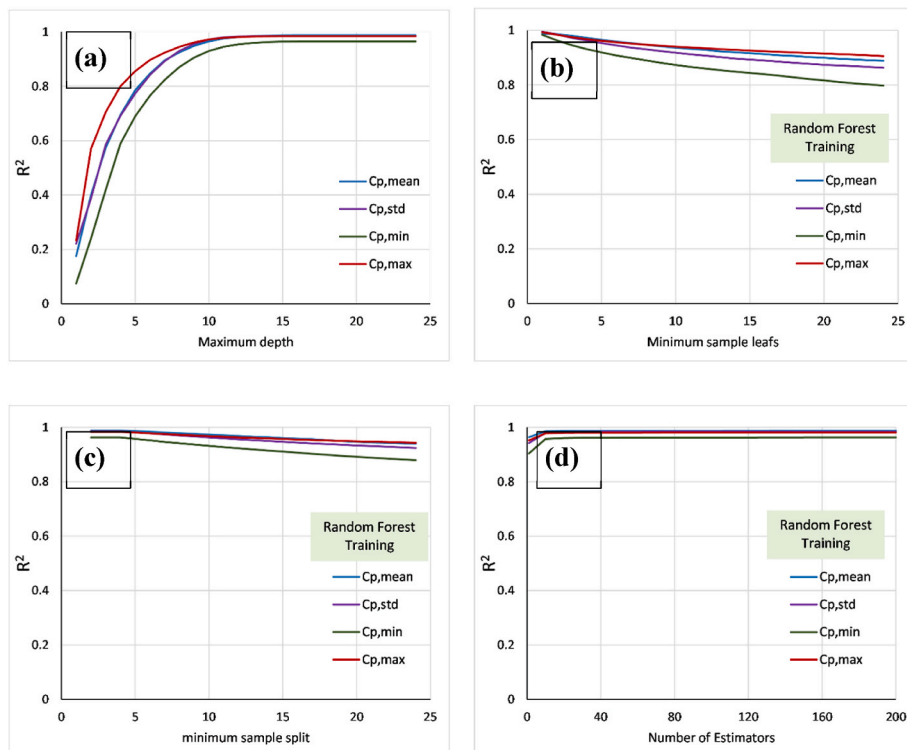 (a)
1
0.8
0.6
0.4
0.2
0
R²
0 5 10 15 20 25
Maximum depth
Cp,mean
Cp,std
Cp,min
Cp,max
(b)
1
0.8
0.6
0.4
0.2
0
R²
0 5 10 15 20 25
Minimum sample leafs
Random Forest
Training
Cp,mean
Cp,std
Cp,min
Cp,max
(c)
1
0.8
0.6
0.4
0.2
0
R²
0 5 10 15 20 25
minimum sample split
Random Forest
Training
Cp,mean
Cp,std
Cp,min
Cp,max
(d)
1
0.8
0.6
0.4
0.2
0
R²
0 40 80 120 160 200
Number of Estimators
Random Forest
Training
Cp,mean
Cp,std
Cp,min
Cp,max